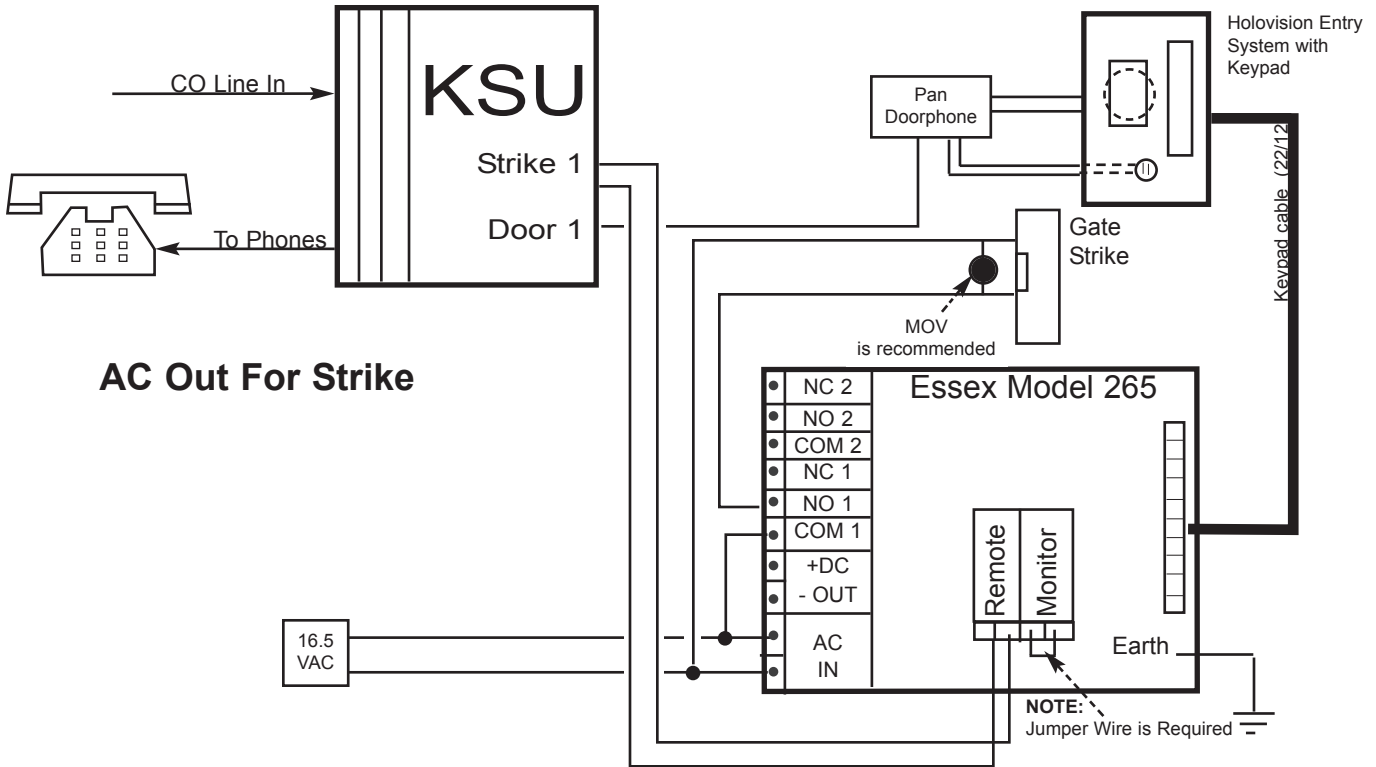 CO Line In
KSU
Strike 1
Door 1
To Phones
AC Out For Strike
Pan
Doorphone
Holovision Entry
System with
Keypad
Keypad cable (22/12
Gate
Strike
MOV
is recommended
Essex Model 265
NC 2
NO 2
COM 2
NC 1
NO 1
COM 1
+DC
- OUT
AC
IN
Remote
Monitor
Earth
16.5
VAC
NOTE:
Jumper Wire is Required